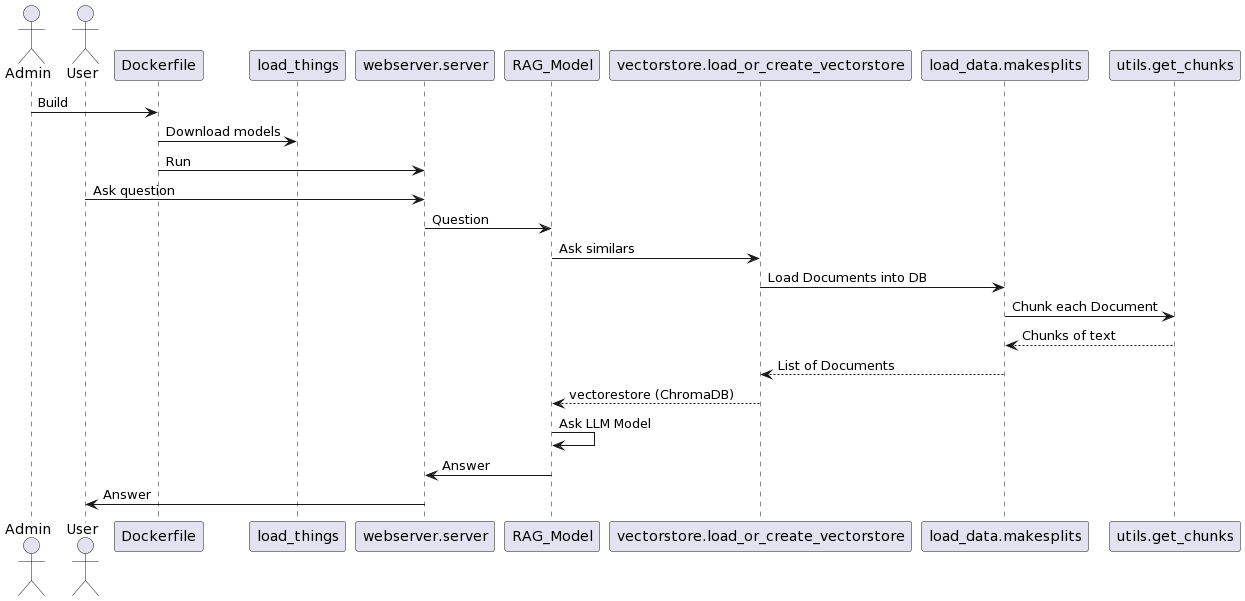 Admin
User
Dockerfile
load_things
webserver.server
RAG_Model
vectorstore.load_or_create_vectorstore
load_data.makesplits
utils.get_chunks
Build
Download models
Run
Ask question
Question
Ask similars
Load Documents into DB
Chunk each Document
Chunks of text
List of Documents
vectorestore (ChromaDB)
Ask LLM Model
Answer
Answer
Admin
User
Dockerfile
load_things
webserver.server
RAG_Model
vectorstore.load_or_create_vectorstore
load_data.makesplits
utils.get_chunks